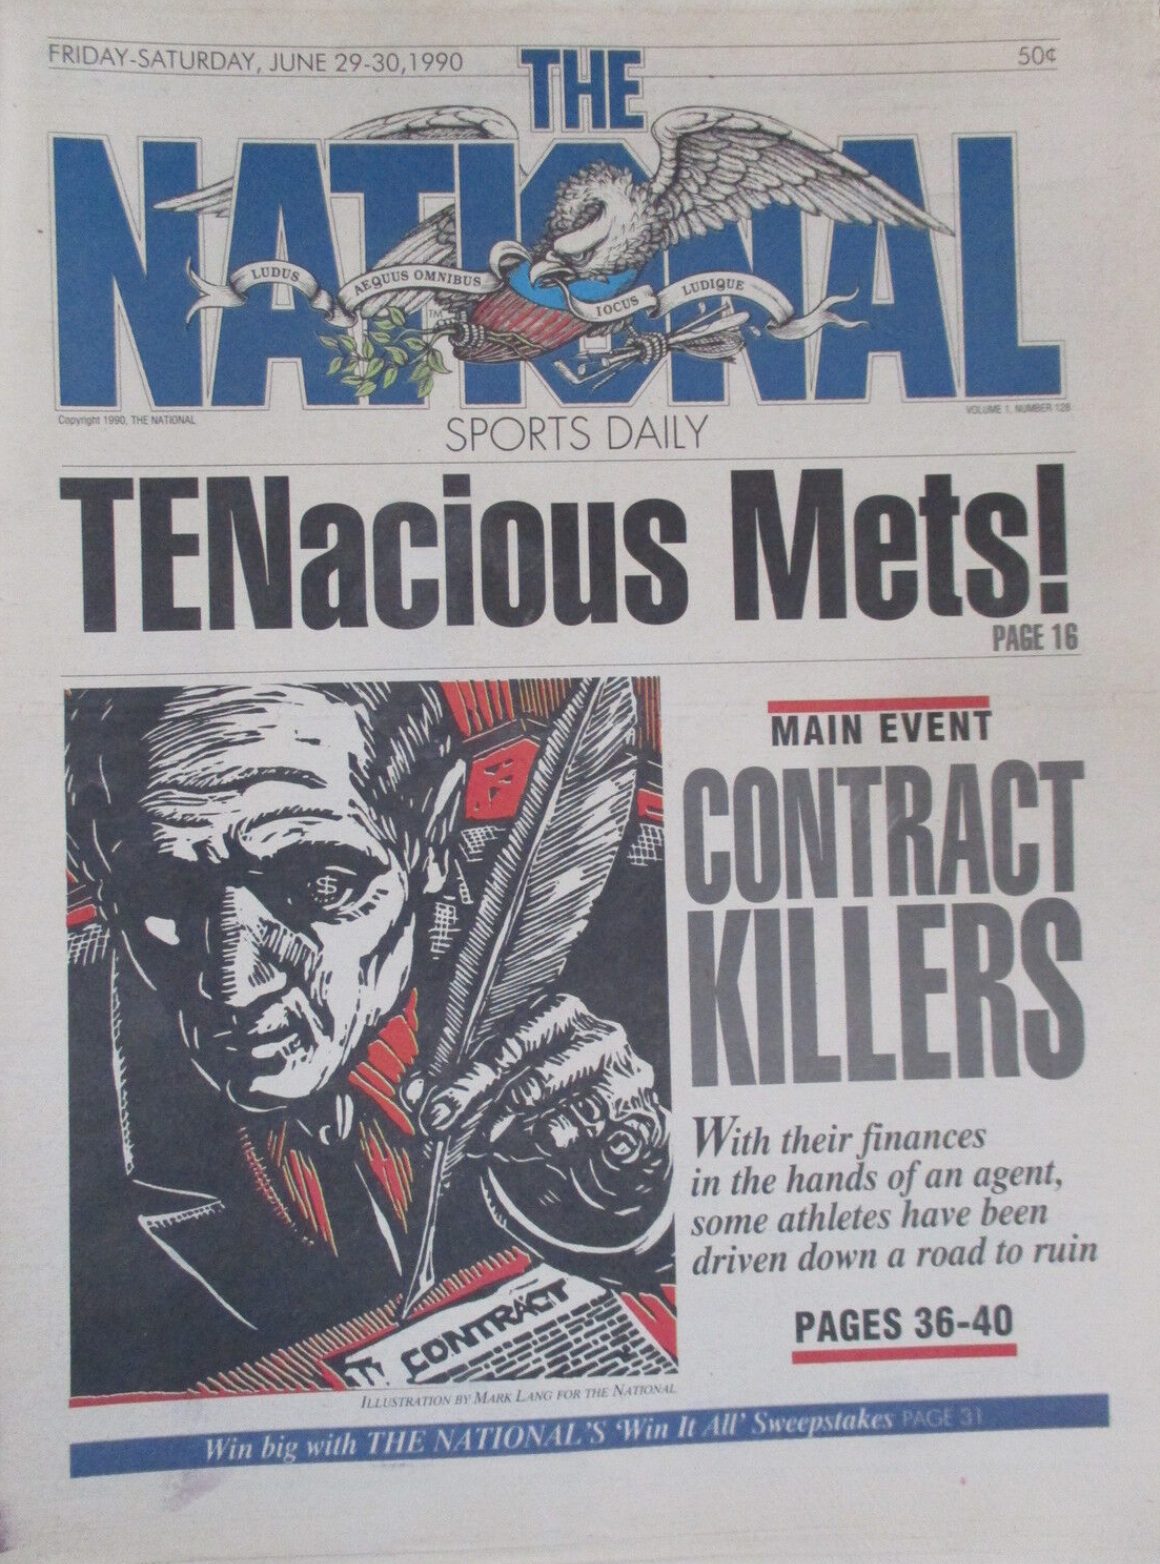 FRIDAY-SATURDAY, JUNE 29-30, 1990
50¢
THE
NATIONAL
LUDUS AEQUUS OMNIBUS IOCUS LUDIQUE
TM
Copyright 1990, THE NATIONAL
VOLUME 1, NUMBER 128
SPORTS DAILY
TENacious Mets!
PAGE 16
MAIN EVENT
CONTRACT
KILLERS
With their finances
in the hands of an agent,
some athletes have been
driven down a road to ruin
PAGES 36-40
$
CONTRACT
ILLUSTRATION BY MARK LANG FOR THE NATIONAL
Win big with THE NATIONAL'S 'Win It All' Sweepstakes PAGE 31